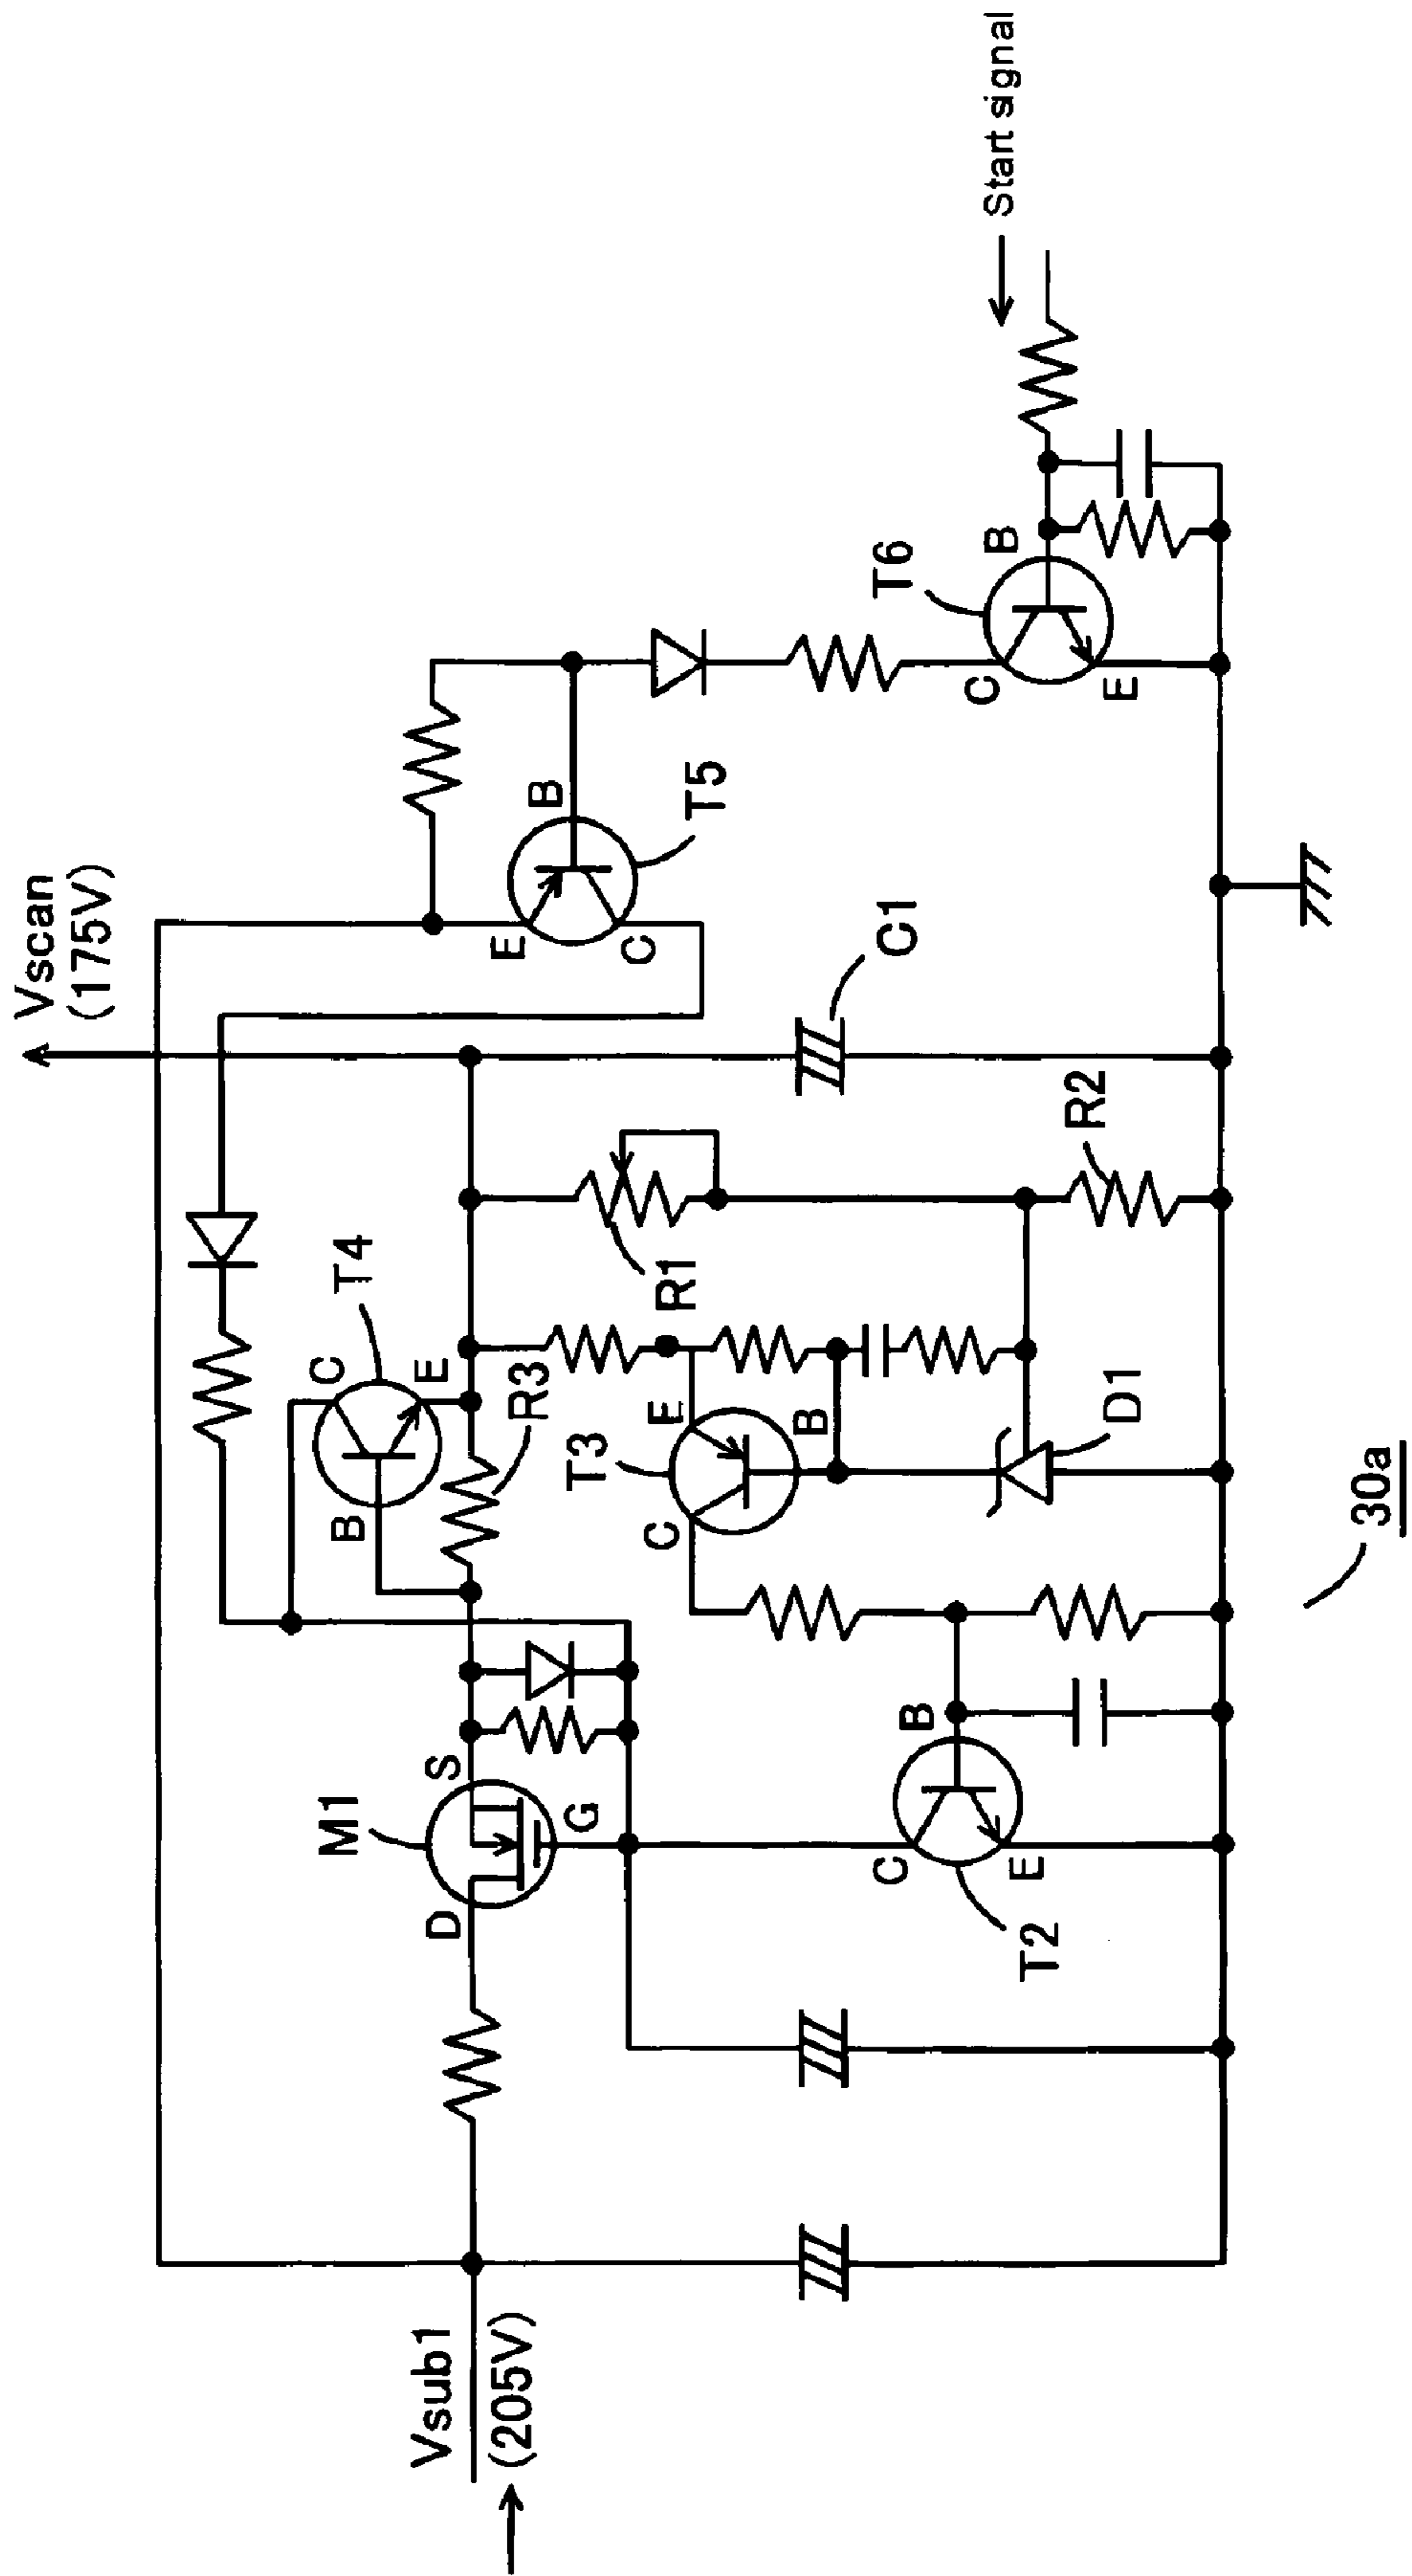 Vsub1
(205V)
D
M1
S
G
B
T4
C
E
R3
Vscan
(175V)
C
T2
E
B
C
T3
E
B
D1
R1
R2
C1
E
B
C
T5
T6
C
B
E
Start signal
30a